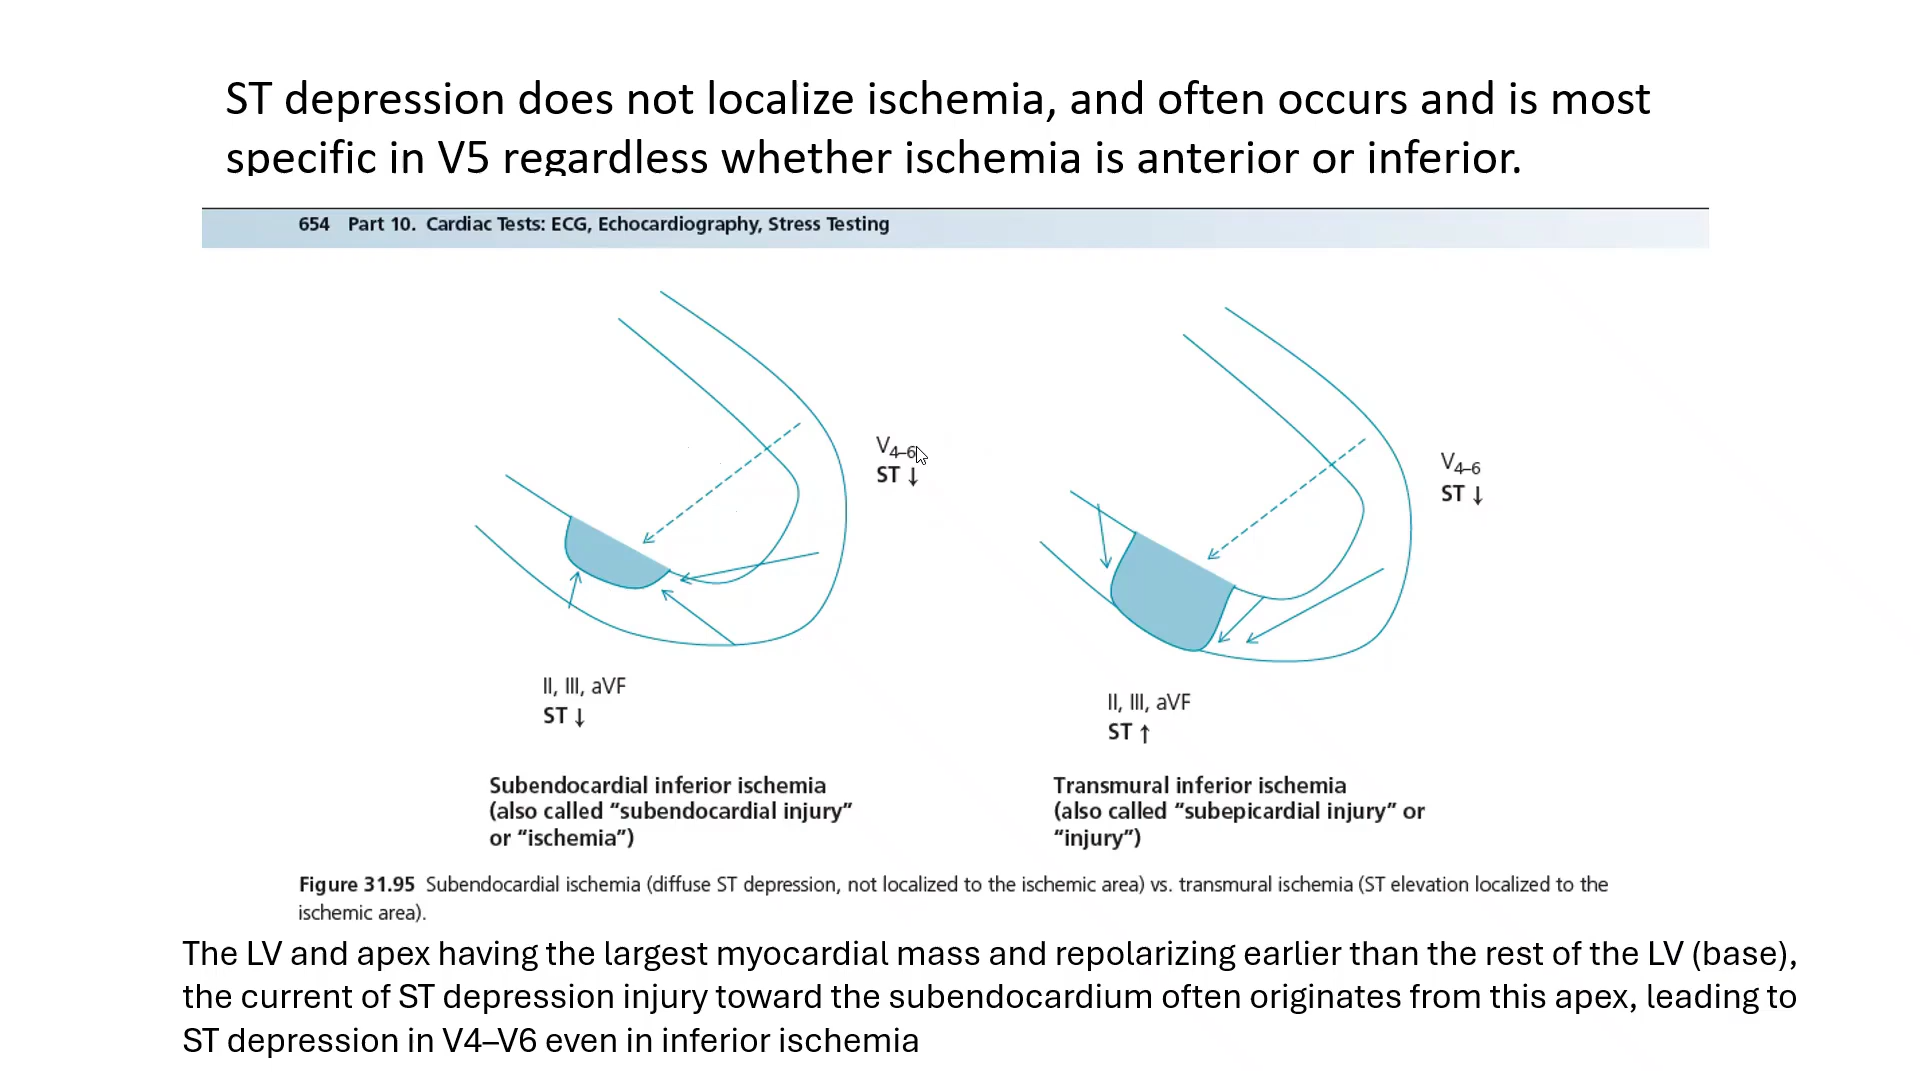 ST depression does not localize ischemia, and often occurs and is most
specific in V5 regardless whether ischemia is anterior or inferior.
654 Part 10. Cardiac Tests: ECG, Echocardiography, Stress Testing
V4–6
ST ↓
V4–6
ST ↓
II, III, aVF
ST ↓
II, III, aVF
ST ↑
Subendocardial inferior ischemia
(also called “subendocardial injury”
or “ischemia”)
Transmural inferior ischemia
(also called “subepicardial injury” or
“injury”)
Figure 31.95 Subendocardial ischemia (diffuse ST depression, not localized to the ischemic area) vs. transmural ischemia (ST elevation localized to the
ischemic area).
The LV and apex having the largest myocardial mass and repolarizing earlier than the rest of the LV (base),
the current of ST depression injury toward the subendocardium often originates from this apex, leading to
ST depression in V4–V6 even in inferior ischemia